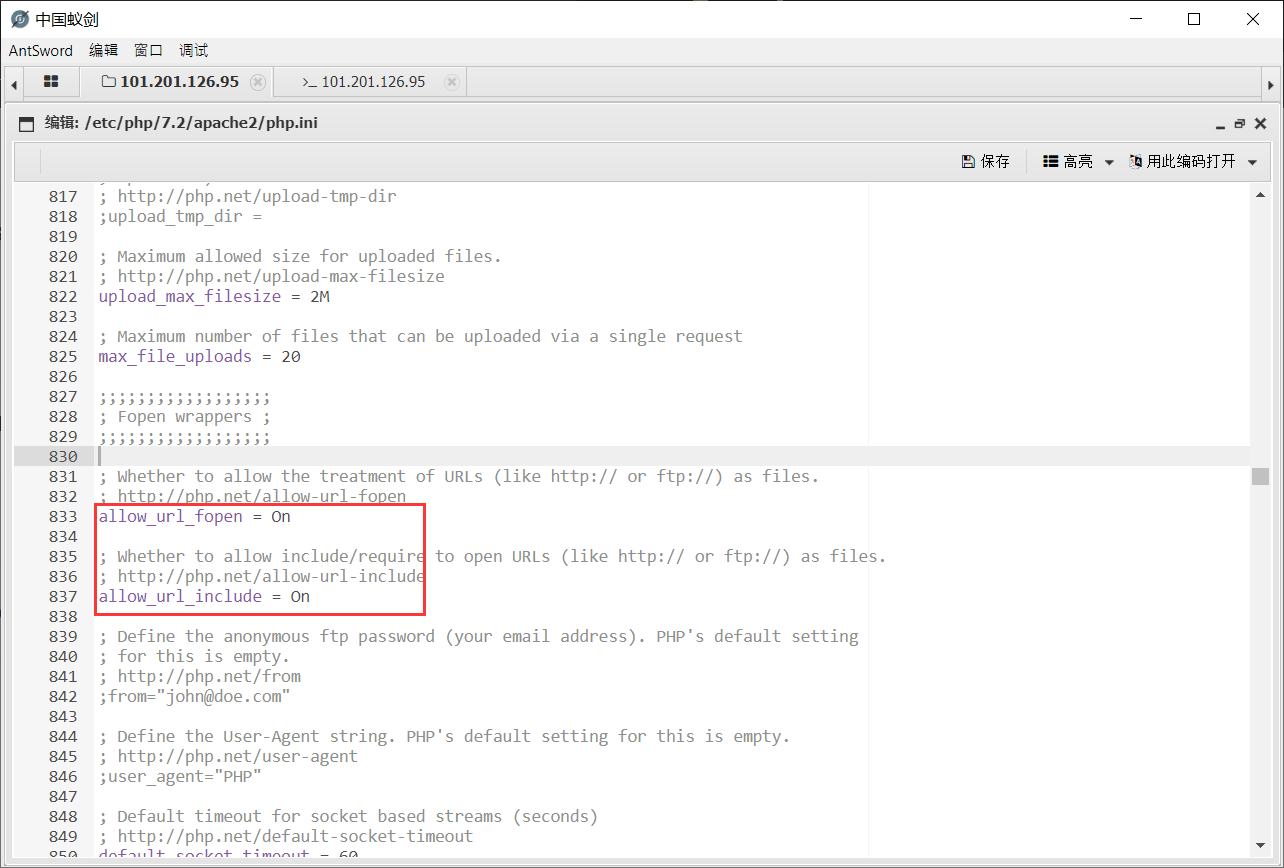 中国蚁剑
AntSword 编辑 窗口 调试
101.201.126.95 >_ 101.201.126.95
编辑: /etc/php/7.2/apache2/php.ini
保存 高亮 用此编码打开
817 ; http://php.net/upload-tmp-dir
818 ;upload_tmp_dir =
819
820 ; Maximum allowed size for uploaded files.
821 ; http://php.net/upload-max-filesize
822 upload_max_filesize = 2M
823
824 ; Maximum number of files that can be uploaded via a single request
825 max_file_uploads = 20
826
827 ;;;;;;;;;;;;;;;;;;
828 ; Fopen wrappers ;
829 ;;;;;;;;;;;;;;;;;;
830
831 ; Whether to allow the treatment of URLs (like http:// or ftp://) as files.
832 ; http://php.net/allow-url-fopen
833 allow_url_fopen = On
834
835 ; Whether to allow include/require to open URLs (like http:// or ftp://) as files.
836 ; http://php.net/allow-url-include
837 allow_url_include = On
838
839 ; Define the anonymous ftp password (your email address). PHP's default setting
840 ; for this is empty.
841 ; http://php.net/from
842 ;from="john@doe.com"
843
844 ; Define the User-Agent string. PHP's default setting for this is empty.
845 ; http://php.net/user-agent
846 ;user_agent="PHP"
847
848 ; Default timeout for socket based streams (seconds)
849 ; http://php.net/default-socket-timeout
850 default_socket_timeout = 60